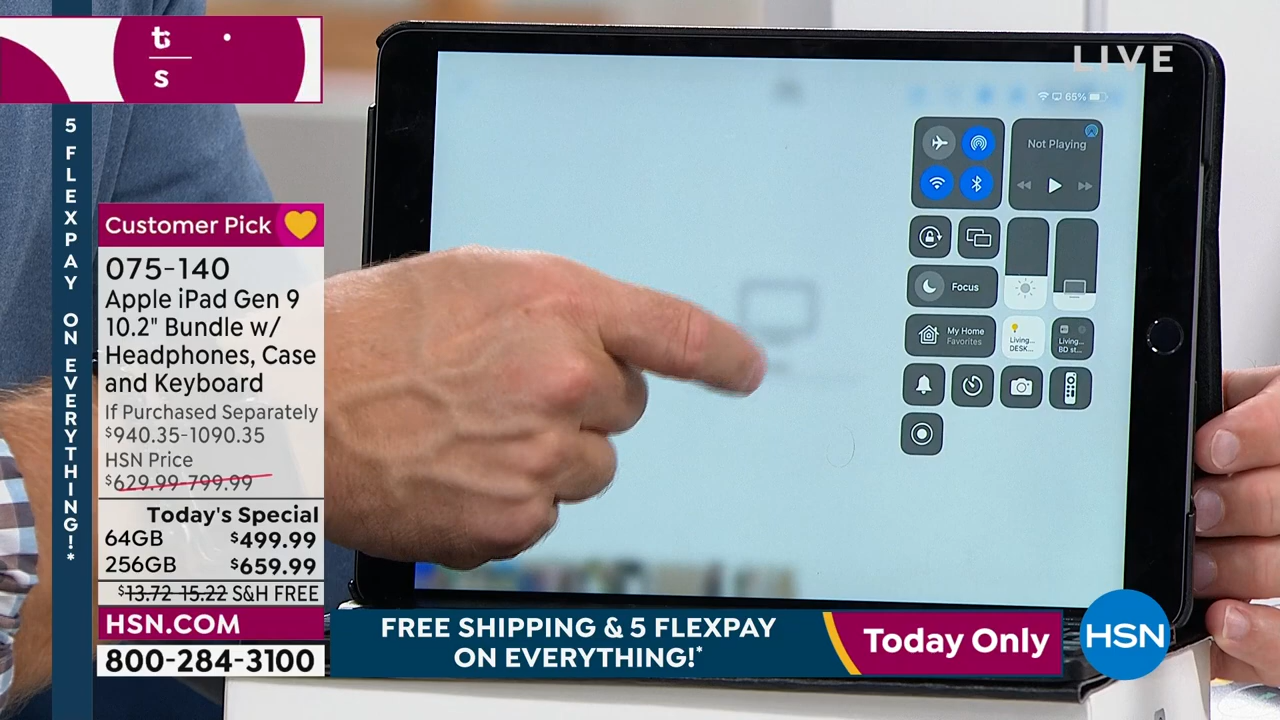 t
s
LIVE
5 FLEXPAY ON EVERYTHING!*
65%
Not Playing
Focus
My Home
Favorites
Living...
DESK...
Living...
BD st...
Customer Pick
075-140
Apple iPad Gen 9
10.2" Bundle w/
Headphones, Case
and Keyboard
If Purchased Separately
$940.35-1090.35
HSN Price
$629.99-799.99
Today's Special
64GB $499.99
256GB $659.99
$13.72-15.22 S&H FREE
HSN.COM
800-284-3100
FREE SHIPPING & 5 FLEXPAY
ON EVERYTHING!*
Today Only
HSN